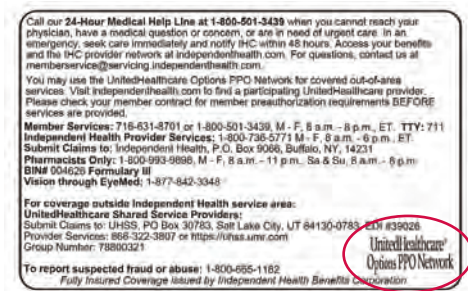 Call our 24-Hour Medical Help Line at 1-800-501-3439 when you cannot reach your
physician, have a medical question or concern, or are in need of urgent care. In an
emergency, seek care immediately and notify IHC within 48 hours. Access your benefits
and the IHC provider network at independenthealth.com. For questions, contact us at
memberservice@servicing.independenthealth.com.
You may use the UnitedHealthcare Options PPO Network for covered out-of-area
services. Visit independenthealth.com to find a participating UnitedHealthcare provider.
Please check your member contract for member preauthorization requirements BEFORE
services are provided.
Member Services: 716-631-8701 or 1-800-501-3439, M - F, 8 a.m. - 8 p.m., ET. TTY: 711
Independent Health Provider Services: 1-800-736-5771 M - F, 8 a.m. - 6 p.m., ET.
Submit Claims to: Independent Health, P.O. Box 9066, Buffalo, NY, 14231
Pharmacists Only: 1-800-993-9898, M - F, 8 a.m. - 11 p.m., Sa & Su, 8 a.m. - 8 p.m.
BIN# 004626 Formulary III
Vision through EyeMed: 1-877-842-3348
For coverage outside Independent Health service area:
UnitedHealthcare Shared Service Providers:
Submit Claims to: UHSS, PO Box 30783, Salt Lake City, UT 84130-0783, EDI #39026
Provider Services: 868-322-3807 or https://uhss.umr.com
Group Number: 78800321
UnitedHealthcare
Options PPO Network
To report suspected fraud or abuse: 1-800-665-1182
Fully Insured Coverage issued by Independent Health Benefits Corporation